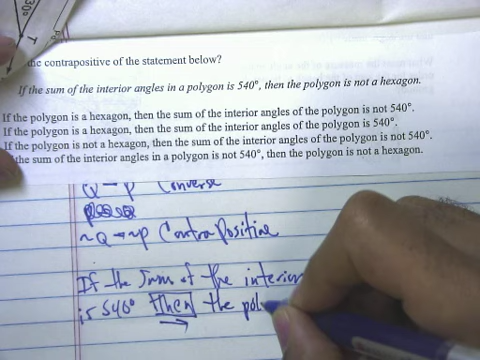 30° T
the contrapositive of the statement below?
If the sum of the interior angles in a polygon is 540°, then the polygon is not a hexagon.
If the polygon is a hexagon, then the sum of the interior angles of the polygon is not 540°.
If the polygon is a hexagon, then the sum of the interior angles of the polygon is 540°.
If the polygon is not a hexagon, then the sum of the interior angles of the polygon is not 540°.
the sum of the interior angles in a polygon is not 540°, then the polygon is not a hexagon.
Q → p Converse
~Q → ~p ContraPositive
If the Sum of the interior
is 540° then the poly